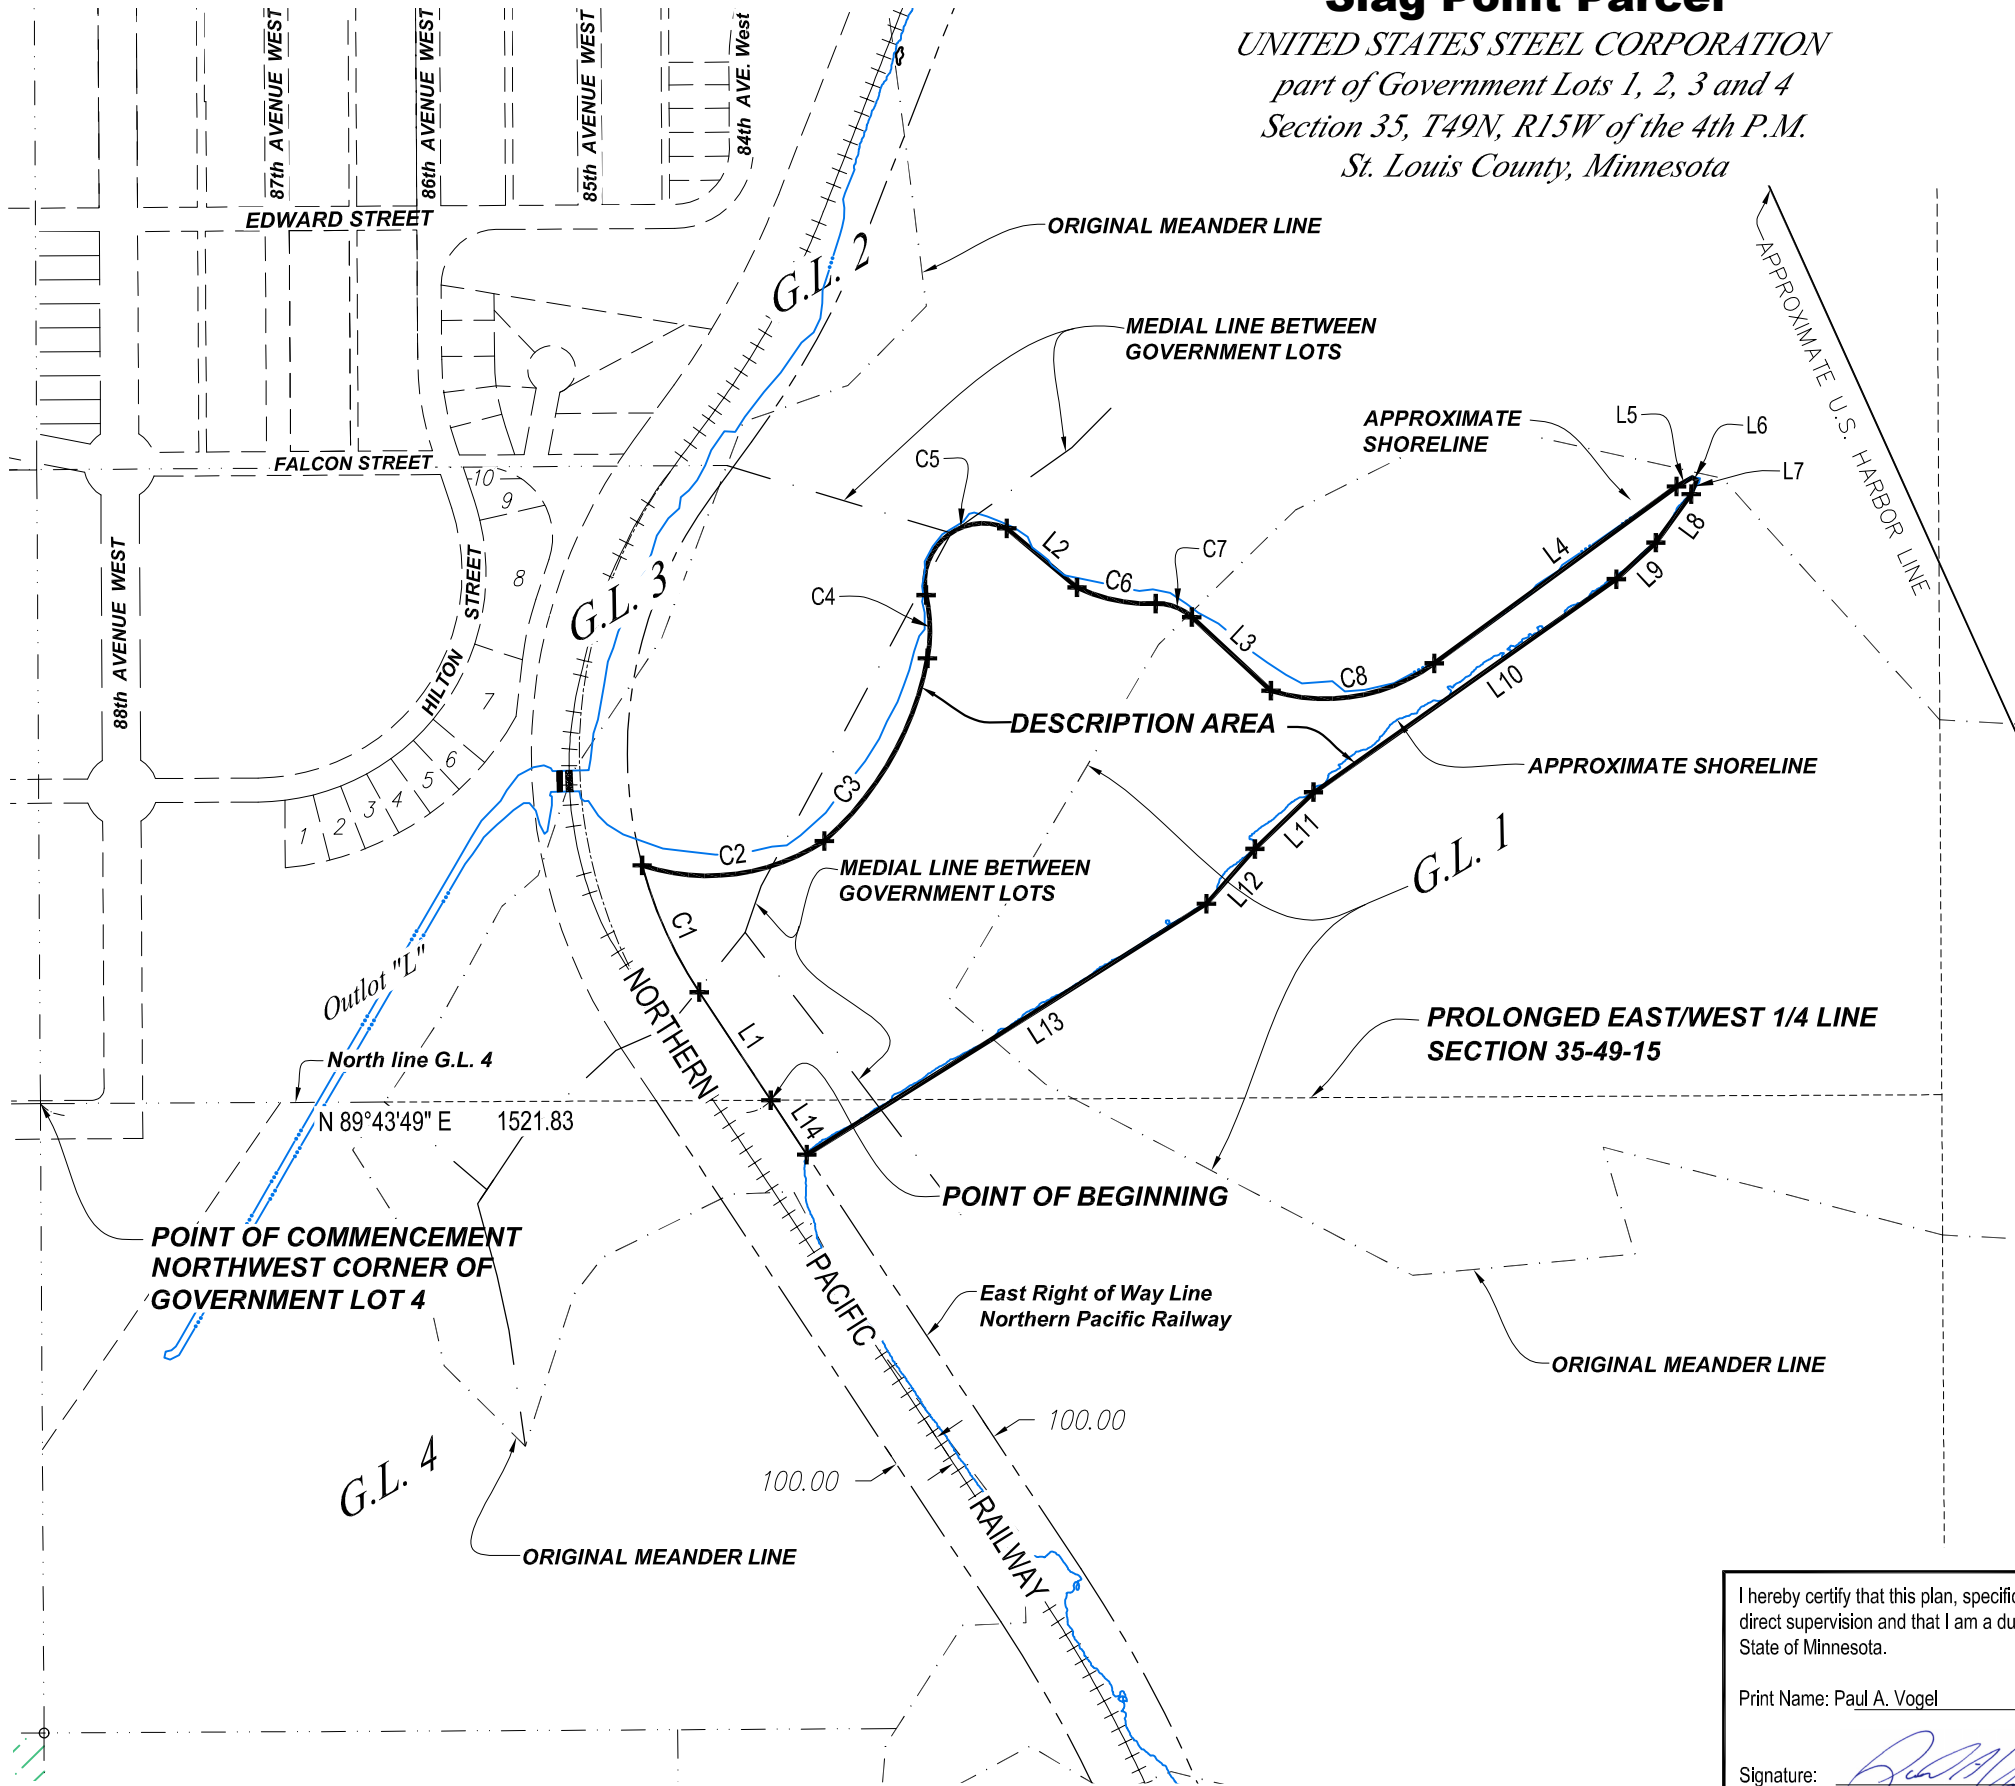 Slag Point Parcel
UNITED STATES STEEL CORPORATION
part of Government Lots 1, 2, 3 and 4
Section 35, T49N, R15W of the 4th P.M.
St. Louis County, Minnesota
87th AVENUE WEST
86th AVENUE WEST
85th AVENUE WEST
84th AVE. West
EDWARD STREET
ORIGINAL MEANDER LINE
G.L. 2
APPROXIMATE U.S. HARBOR LINE
MEDIAL LINE BETWEEN
GOVERNMENT LOTS
APPROXIMATE
SHORELINE
L5
L6
L7
C5
FALCON STREET
10
9
8
7
6
5
4
3
2
1
88th AVENUE WEST
HILTON
STREET
G.L. 3
L2
C6
C7
C4
L3
C8
L4
L8
L9
L10
DESCRIPTION AREA
APPROXIMATE SHORELINE
C3
C2
L11
L12
G.L. 1
MEDIAL LINE BETWEEN
GOVERNMENT LOTS
C1
Outlot "L"
NORTHERN
L1
L13
PROLONGED EAST/WEST 1/4 LINE
SECTION 35-49-15
North line G.L. 4
N 89°43'49" E 1521.83
L14
POINT OF BEGINNING
POINT OF COMMENCEMENT
NORTHWEST CORNER OF
GOVERNMENT LOT 4
PACIFIC
East Right of Way Line
Northern Pacific Railway
ORIGINAL MEANDER LINE
100.00
100.00
G.L. 4
RAILWAY
ORIGINAL MEANDER LINE
I hereby certify that this plan, specific
direct supervision and that I am a du
State of Minnesota.
Print Name: Paul A. Vogel
Signature: